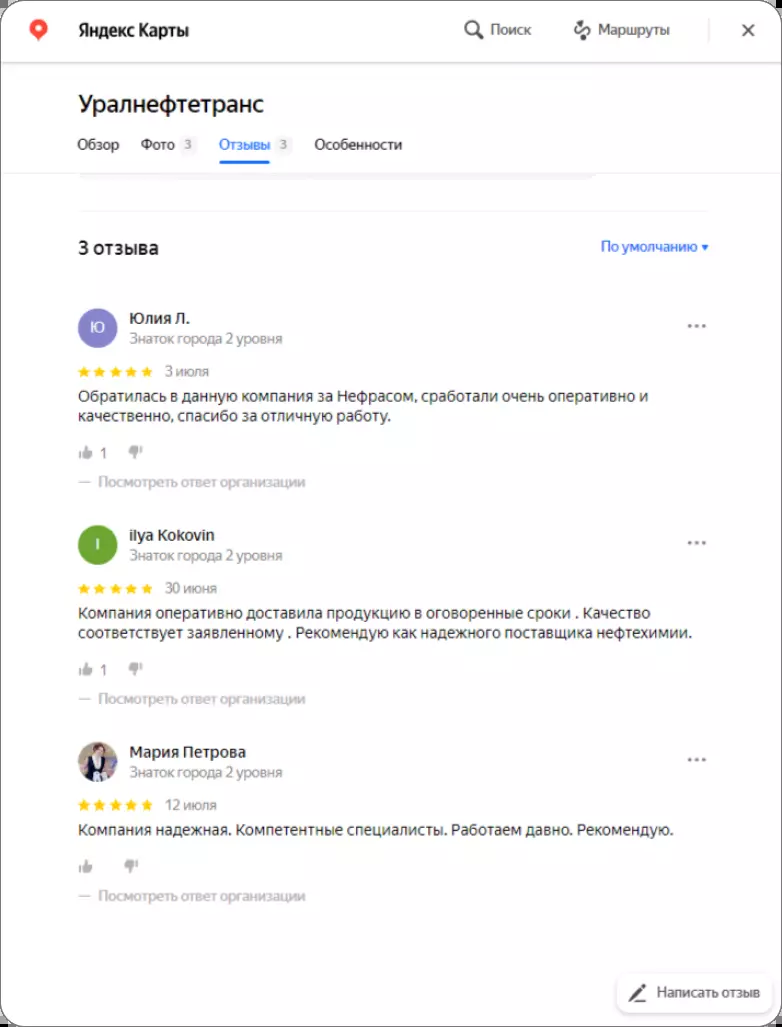 Яндекс Карты
Поиск
Маршруты
Уралнефтетранс
Обзор Фото 3 Отзывы 3 Особенности
3 отзыва
По умолчанию
Ю
Юлия Л.
Знаток города 2 уровня
3 июля
Обратилась в данную компания за Нефрасом, сработали очень оперативно и
качественно, спасибо за отличную работу.
1
— Посмотреть ответ организации
I
ilya Kokovin
Знаток города 2 уровня
30 июня
Компания оперативно доставила продукцию в оговоренные сроки . Качество
соответствует заявленному . Рекомендую как надежного поставщика нефтехимии.
1
— Посмотреть ответ организации
Мария Петрова
Знаток города 2 уровня
12 июля
Компания надежная. Компетентные специалисты. Работаем давно. Рекомендую.
— Посмотреть ответ организации
Написать отзыв